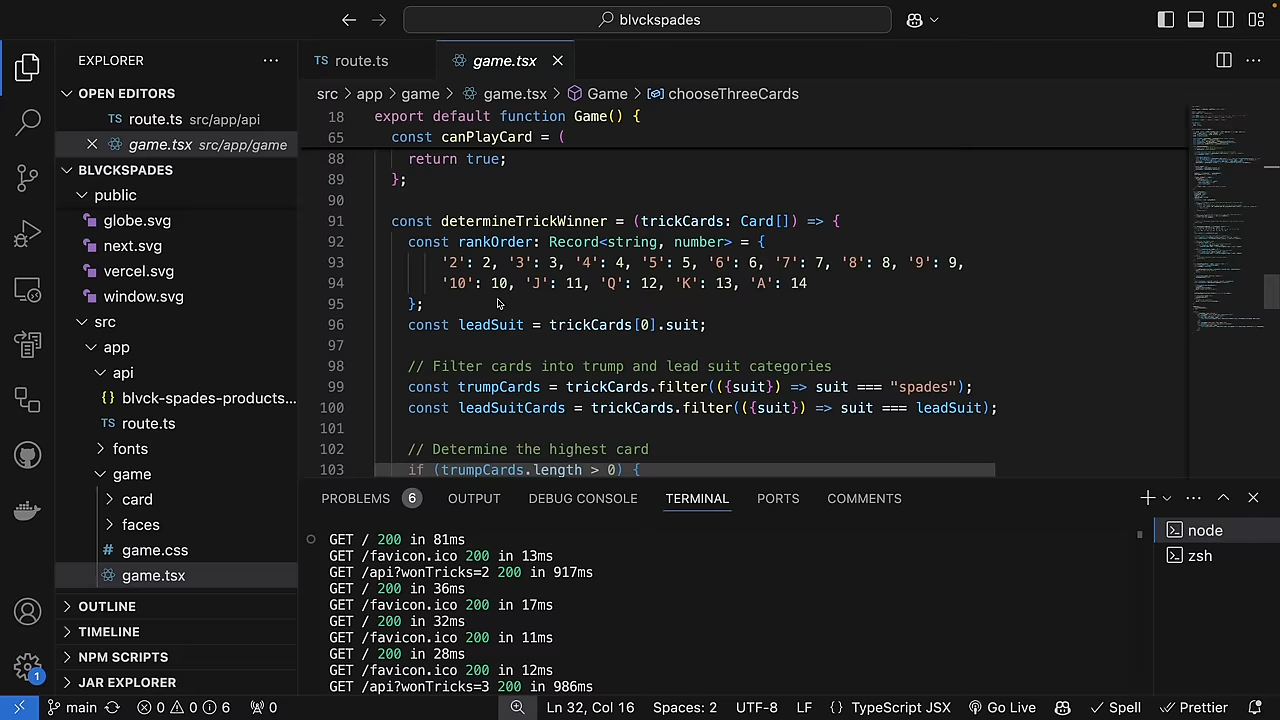 blvckspades
EXPLORER
OPEN EDITORS
route.ts src/app/api
game.tsx src/app/game
BLVCKSPADES
public
globe.svg
next.svg
vercel.svg
window.svg
src
app
api
{} blvck-spades-products...
TS route.ts
fonts
game
card
faces
# game.css
game.tsx
OUTLINE
TIMELINE
NPM SCRIPTS
JAR EXPLORER
TS route.ts
game.tsx
src > app > game > game.tsx > Game > chooseThreeCards
18 export default function Game() {
65 const canPlayCard = (
88 return true;
89 };
90
91 const determineTrickWinner = (trickCards: Card[]) => {
92 const rankOrder: Record<string, number> = {
93 '2': 2, '3': 3, '4': 4, '5': 5, '6': 6, '7': 7, '8': 8, '9': 9,
94 '10': 10, 'J': 11, 'Q': 12, 'K': 13, 'A': 14
95 };
96 const leadSuit = trickCards[0].suit;
97
98 // Filter cards into trump and lead suit categories
99 const trumpCards = trickCards.filter(({suit}) => suit === "spades");
100 const leadSuitCards = trickCards.filter(({suit}) => suit === leadSuit);
101
102 // Determine the highest card
103 if (trumpCards.length > 0) {
PROBLEMS 6 OUTPUT DEBUG CONSOLE TERMINAL PORTS COMMENTS
GET / 200 in 81ms
GET /favicon.ico 200 in 13ms
GET /api?wonTricks=2 200 in 917ms
GET / 200 in 36ms
GET /favicon.ico 200 in 17ms
GET / 200 in 32ms
GET /favicon.ico 200 in 11ms
GET / 200 in 28ms
GET /favicon.ico 200 in 12ms
GET /api?wonTricks=3 200 in 986ms
node
zsh
1
main 0 0 6 0 Ln 32, Col 16 Spaces: 2 UTF-8 LF {} TypeScript JSX Go Live Spell Prettier